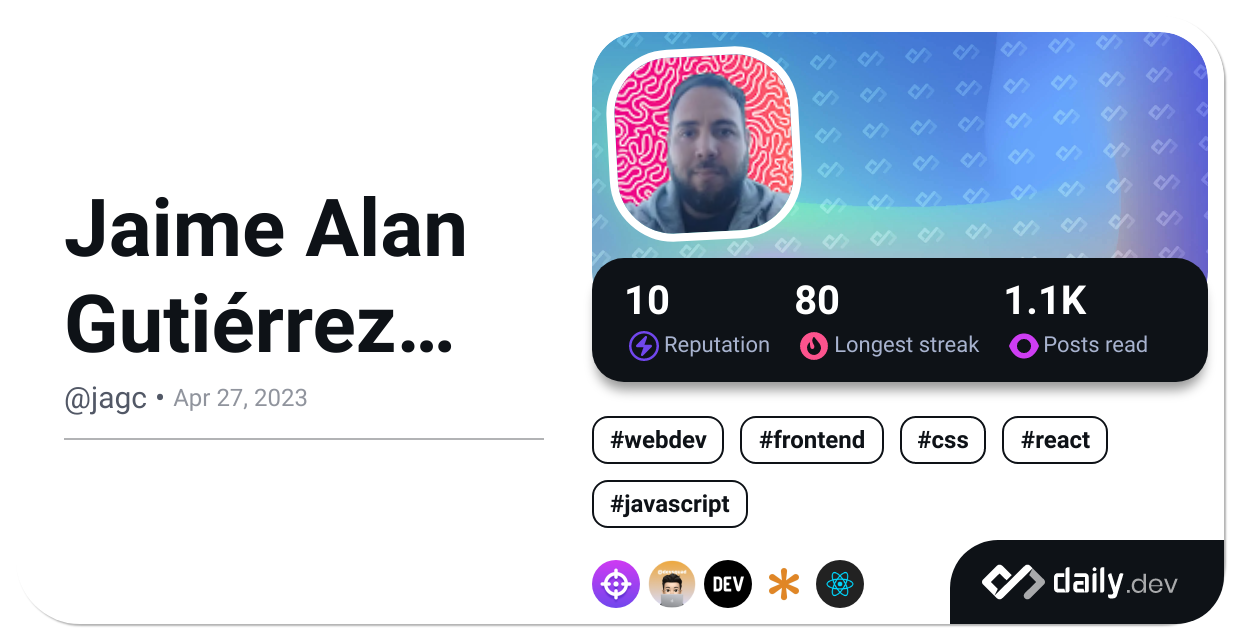 Jaime Alan
Gutiérrez...
@jagc • Apr 27, 2023
10 80 1.1K
Reputation Longest streak Posts read
#webdev #frontend #css #react
#javascript
DEV
daily.dev